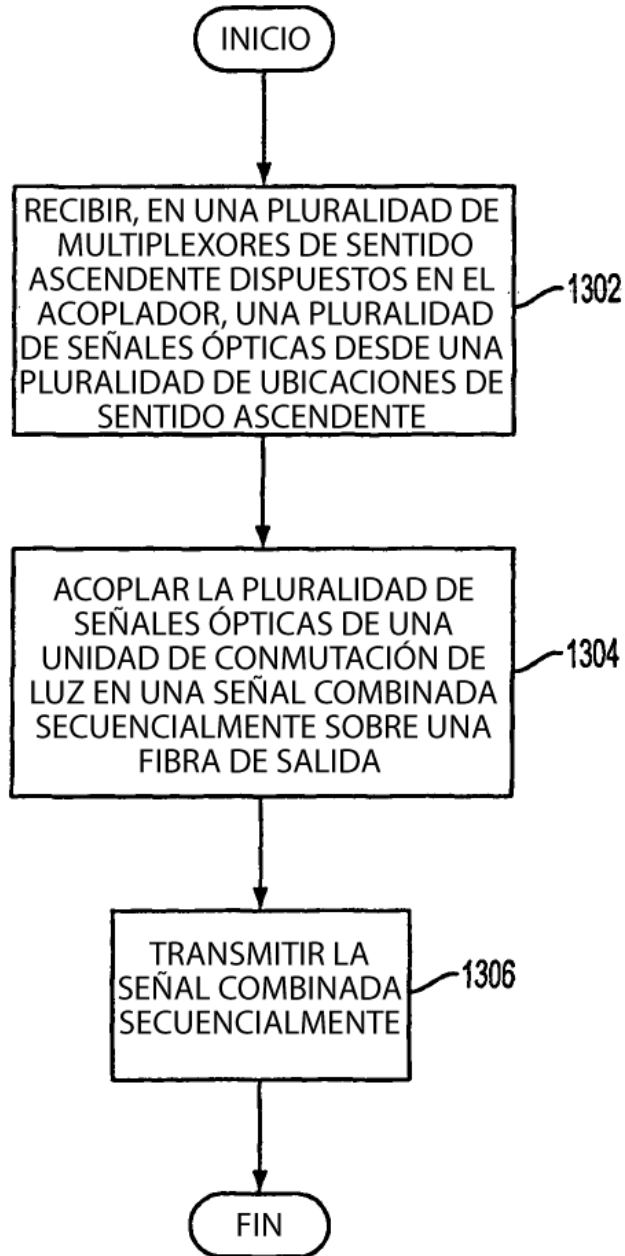 INICIO
RECIBIR, EN UNA PLURALIDAD DE
MULTIPLEXORES DE SENTIDO
ASCENDENTE DISPUESTOS EN EL
ACOPLADOR, UNA PLURALIDAD
DE SEÑALES ÓPTICAS DESDE UNA
PLURALIDAD DE UBICACIONES DE
SENTIDO ASCENDENTE
1302
ACOPLAR LA PLURALIDAD DE
SEÑALES ÓPTICAS DE UNA
UNIDAD DE CONMUTACIÓN DE
LUZ EN UNA SEÑAL COMBINADA
SECUENCIALMENTE SOBRE UNA
FIBRA DE SALIDA
1304
TRANSMITIR LA
SEÑAL COMBINADA
SECUENCIALMENTE
1306
FIN